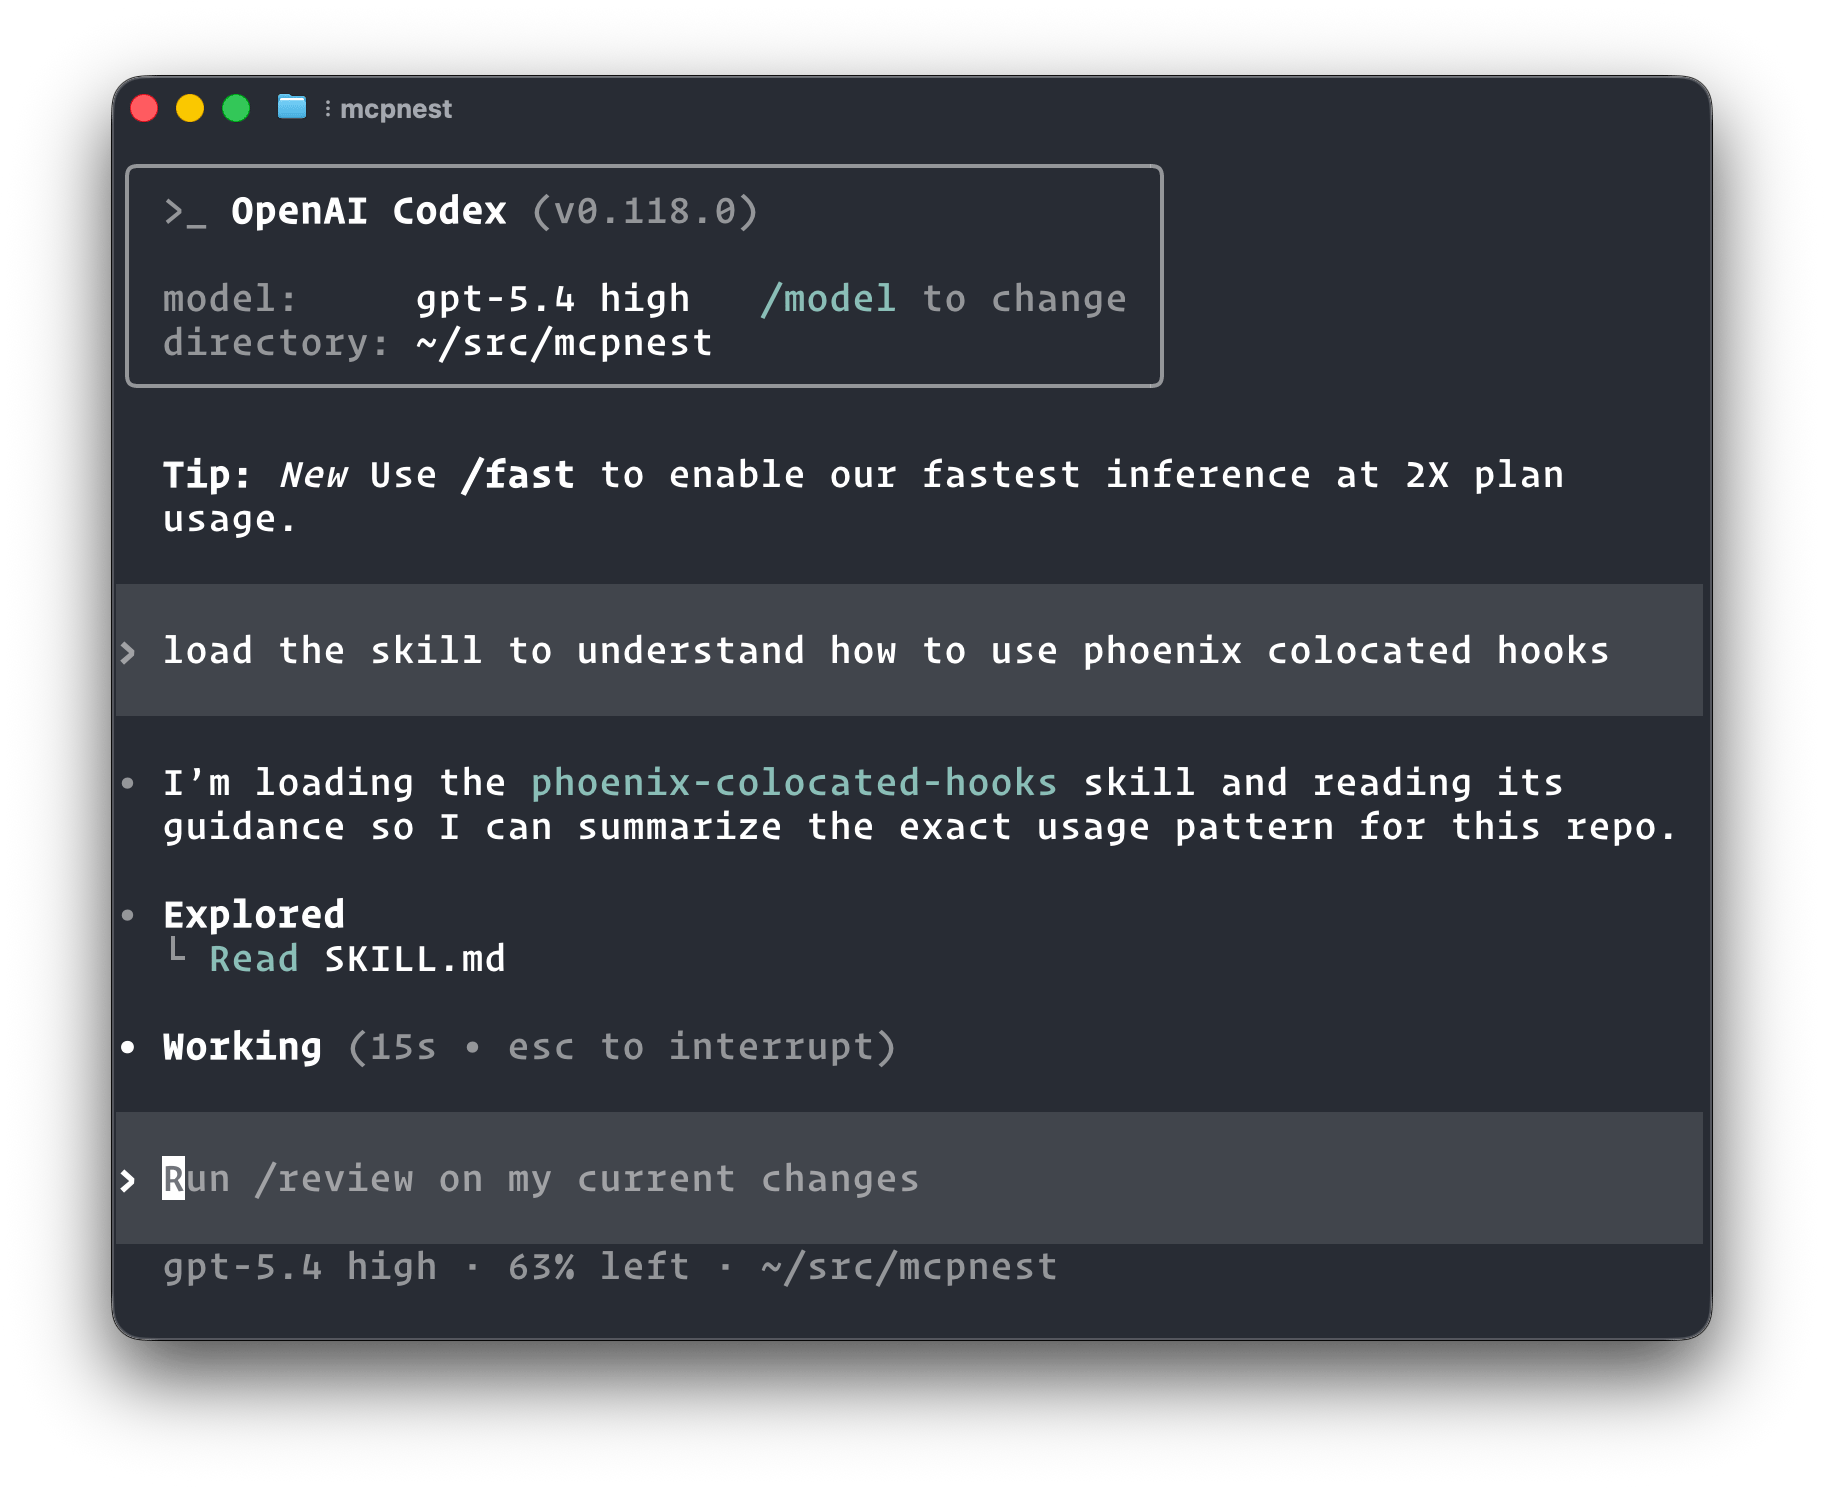 mcpnest
>_ OpenAI Codex (v0.118.0)
model: gpt-5.4 high /model to change
directory: ~/src/mcpnest
Tip: New Use /fast to enable our fastest inference at 2X plan
usage.
› load the skill to understand how to use phoenix colocated hooks
• I’m loading the phoenix-colocated-hooks skill and reading its
guidance so I can summarize the exact usage pattern for this repo.
• Explored
└ Read SKILL.md
• Working (15s • esc to interrupt)
› Run /review on my current changes
gpt-5.4 high · 63% left · ~/src/mcpnest